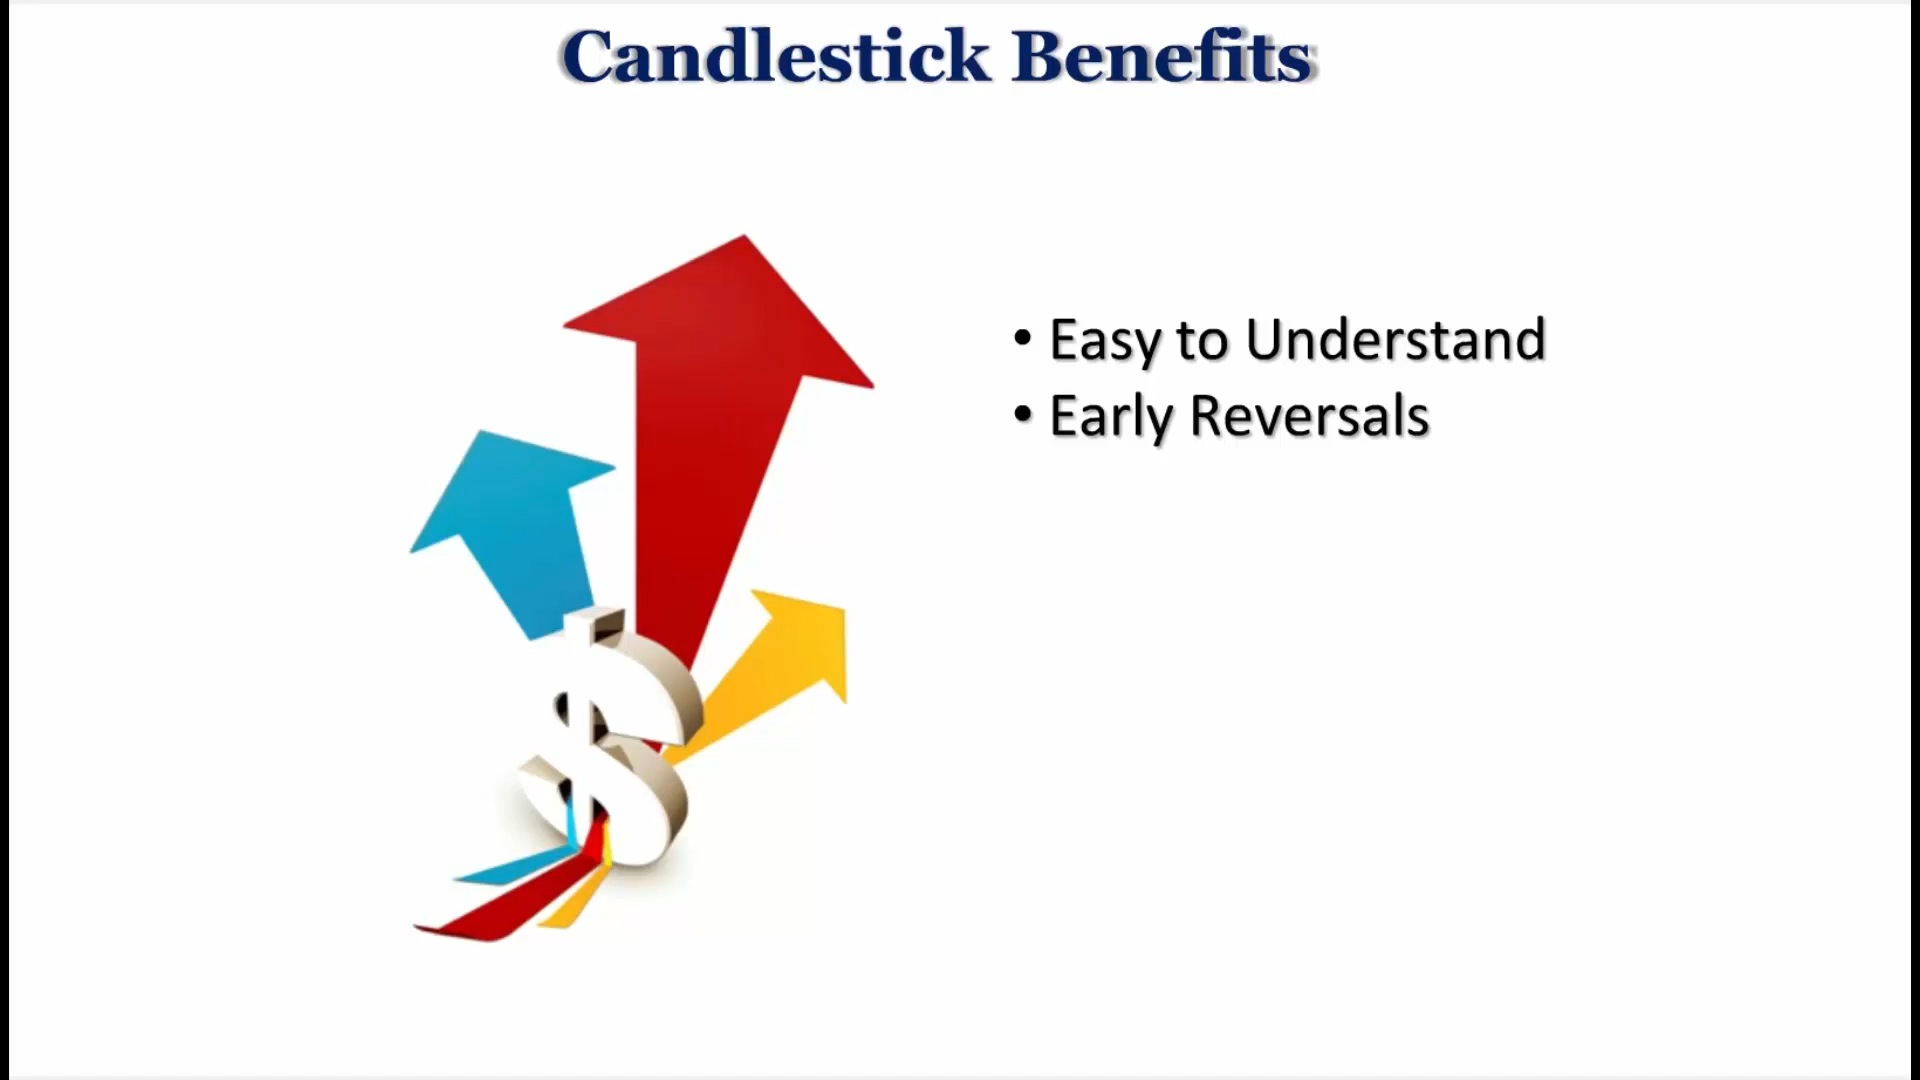 Candlestick Benefits
• Easy to Understand
• Early Reversals
$